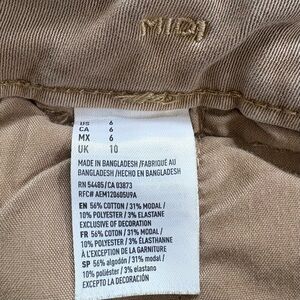 MIDI
US 6
CA 6
MX 6
UK 10
MADE IN BANGLADESH /FABRIQUÉ AU
BANGLADESH /HECHO EN BANGLADESH
RN 54485/CA 03873
RFC# AEM120605U9A
EN 56% COTTON / 31% MODAL /
10% POLYESTER / 3% ELASTANE
EXCLUSIVE OF DECORATION
FR 56% COTON / 31% MODAL /
10% POLYESTER / 3% ÉLASTHANNE
À L'EXCEPTION DE LA GARNITURE
SP 56% algodón / 31% modal /
10% poliéster / 3% elastano
EXCEPTO LA DECORACIÓN